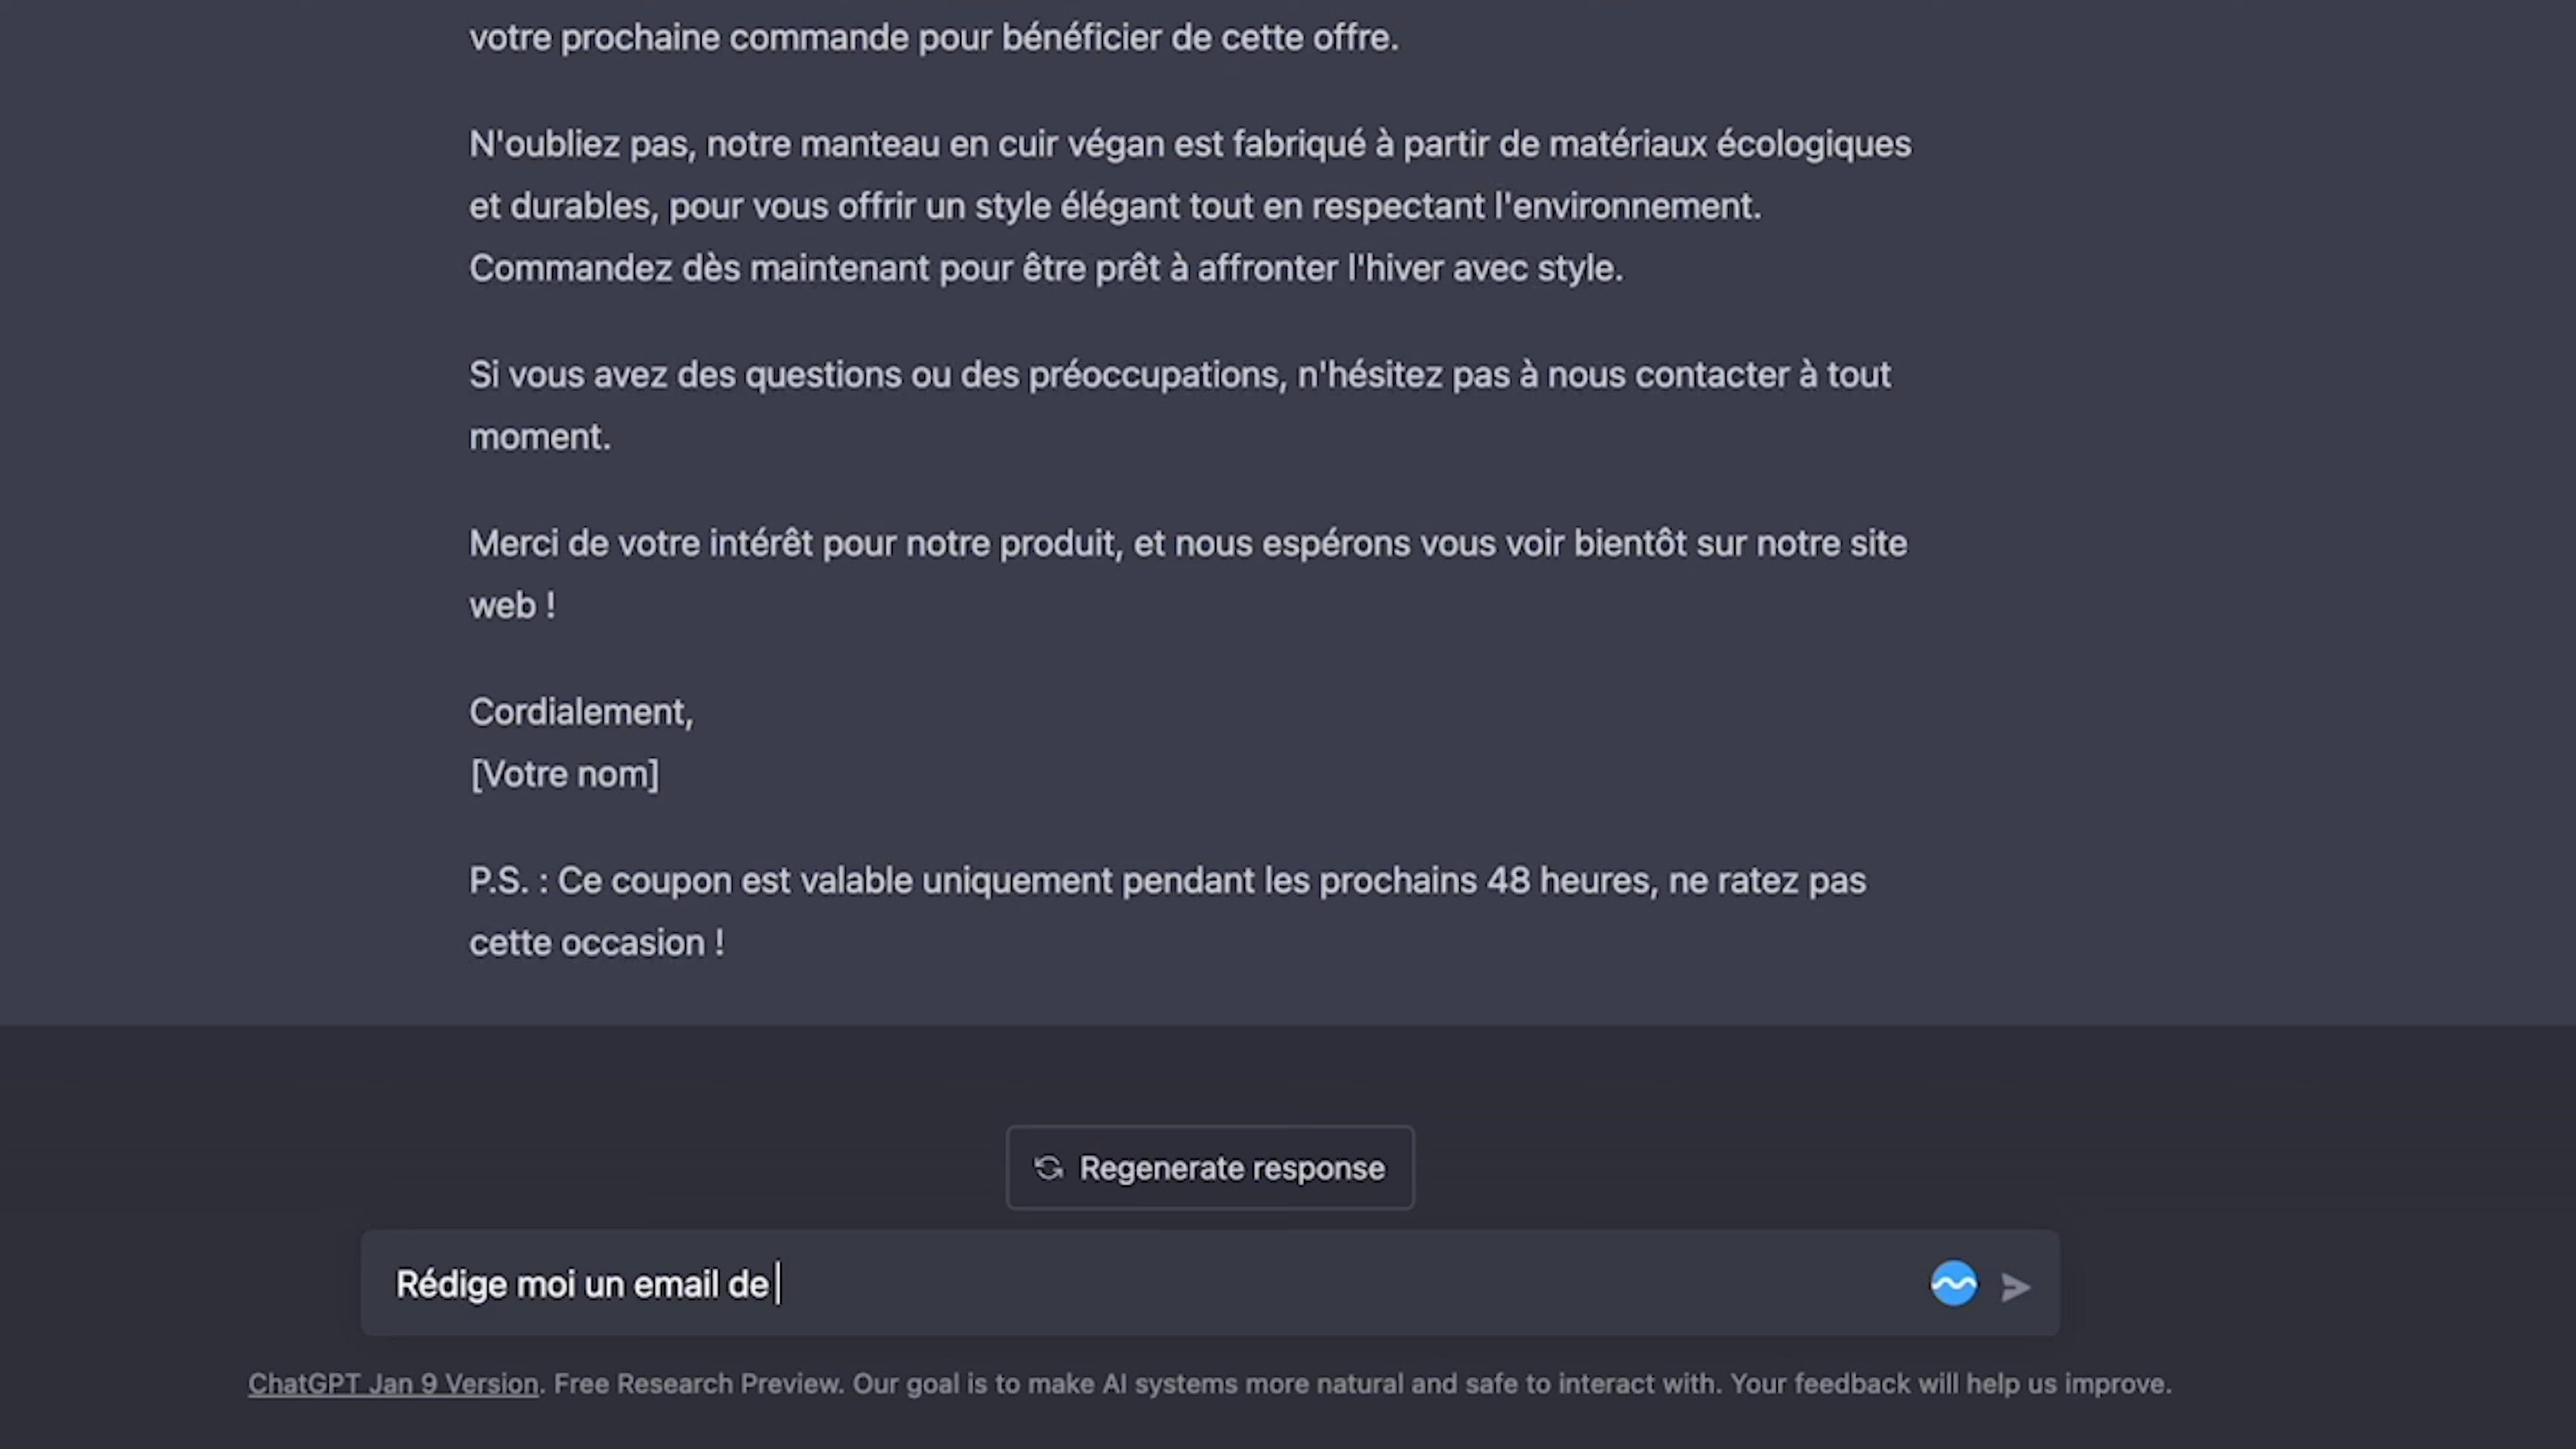 votre prochaine commande pour bénéficier de cette offre.
N'oubliez pas, notre manteau en cuir végan est fabriqué à partir de matériaux écologiques
et durables, pour vous offrir un style élégant tout en respectant l'environnement.
Commandez dès maintenant pour être prêt à affronter l'hiver avec style.
Si vous avez des questions ou des préoccupations, n'hésitez pas à nous contacter à tout
moment.
Merci de votre intérêt pour notre produit, et nous espérons vous voir bientôt sur notre site
web !
Cordialement,
[Votre nom]
P.S. : Ce coupon est valable uniquement pendant les prochains 48 heures, ne ratez pas
cette occasion !
Regenerate response
Rédige moi un email de
ChatGPT Jan 9 Version. Free Research Preview. Our goal is to make AI systems more natural and safe to interact with. Your feedback will help us improve.